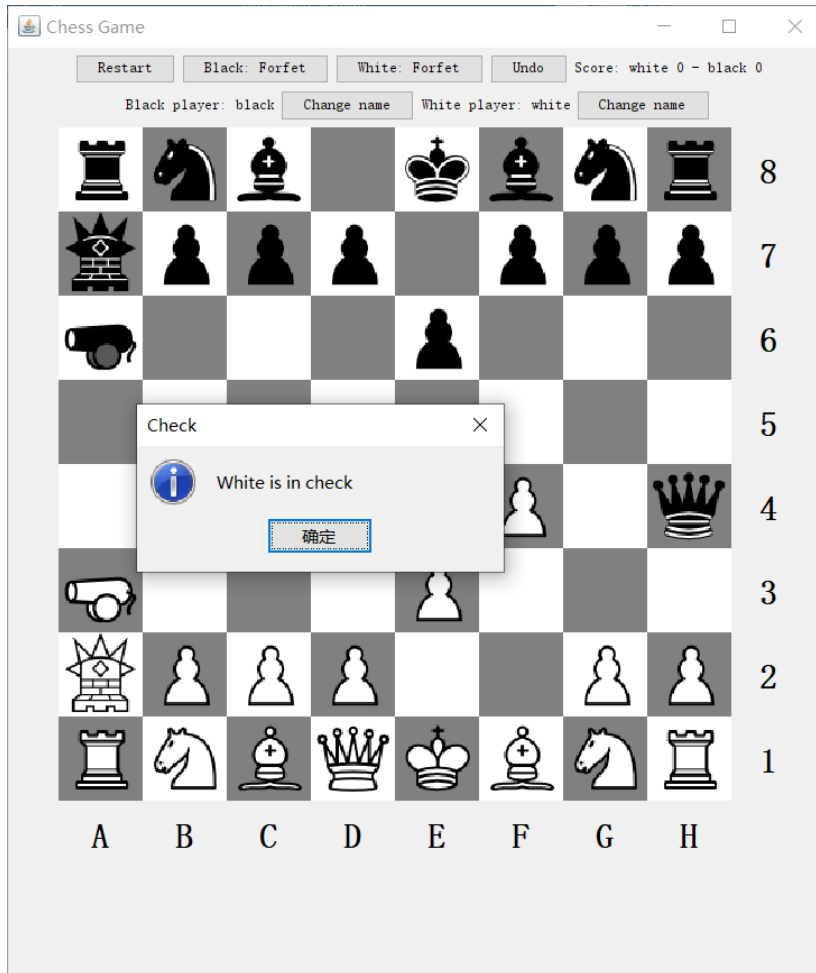 Chess Game
Restart Black: Forfet White: Forfet Undo Score: white 0 - black 0
Black player: black Change name White player: white Change name
8
7
6
5
Check
White is in check
确定
4
3
2
1
A B C D E F G H